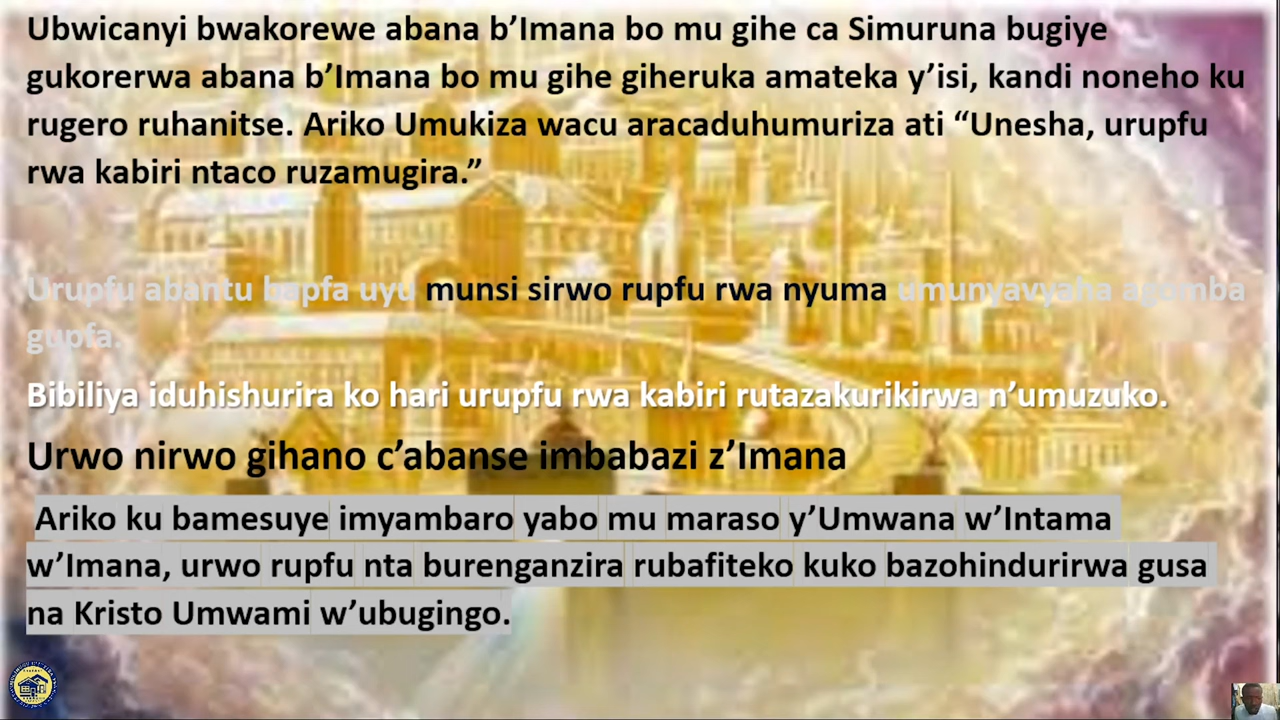 Ubwicanyi bwakorewe abana b’Imana bo mu gihe ca Simuruna bugiye
gukorerwa abana b’Imana bo mu gihe giheruka amateka y’isi, kandi noneho ku
rugero ruhanitse. Ariko Umukiza wacu aracaduhumuriza ati “Unesha, urupfu
rwa kabiri ntaco ruzamugira.”
Urupfu abantu bapfa uyu munsi sirwo rupfu rwa nyuma umunyavyaha agomba
gupfa.
Bibiliya iduhishurira ko hari urupfu rwa kabiri rutazakurikirwa n’umuzuko.
Urwo nirwo gihano c’abanse imbabazi z’Imana
Ariko ku bamesuye imyambaro yabo mu maraso y’Umwana w’Intama
w’Imana, urwo rupfu nta burenganzira rubafiteko kuko bazohindurirwa gusa
na Kristo Umwami w’ubugingo.